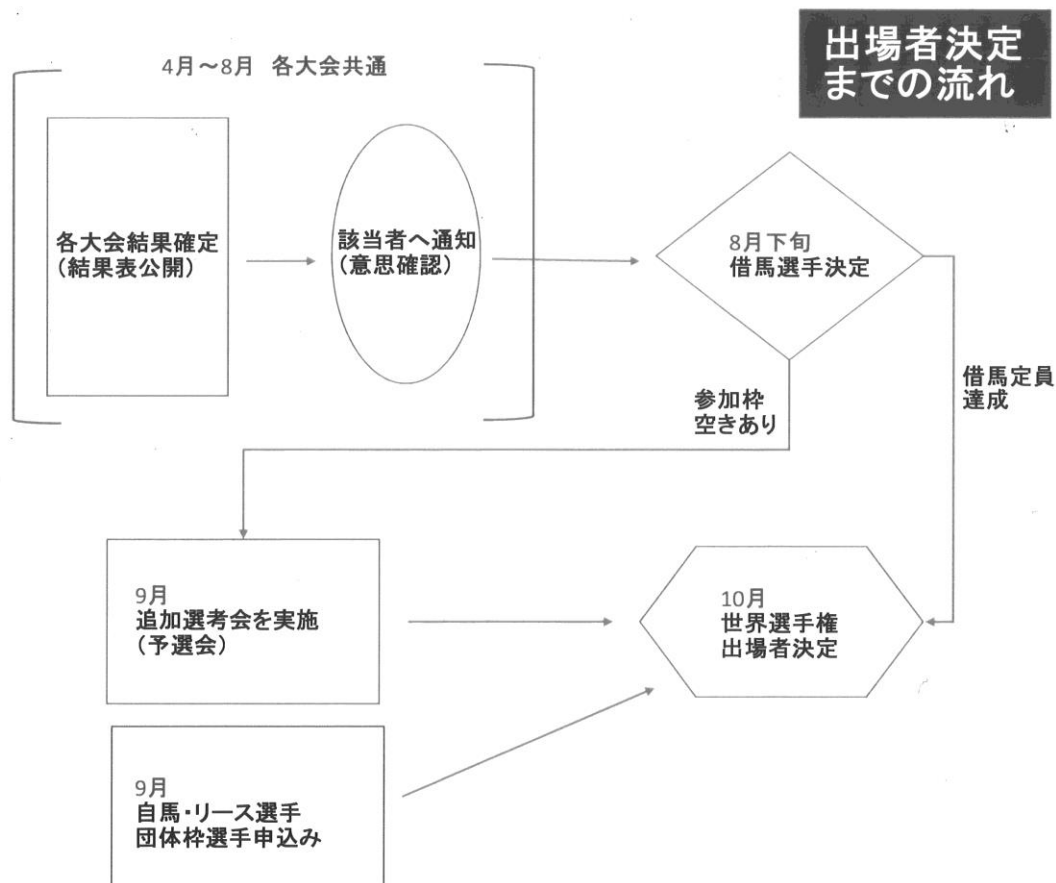 出場者決定
までの流れ
4月～8月 各大会共通
各大会結果確定
(結果表公開)
該当者へ通知
(意思確認)
8月下旬
借馬選手決定
参加枠
空きあり
借馬定員
達成
9月
追加選考会を実施
(予選会)
10月
世界選手権
出場者決定
9月
自馬・リース選手
団体枠選手申込み